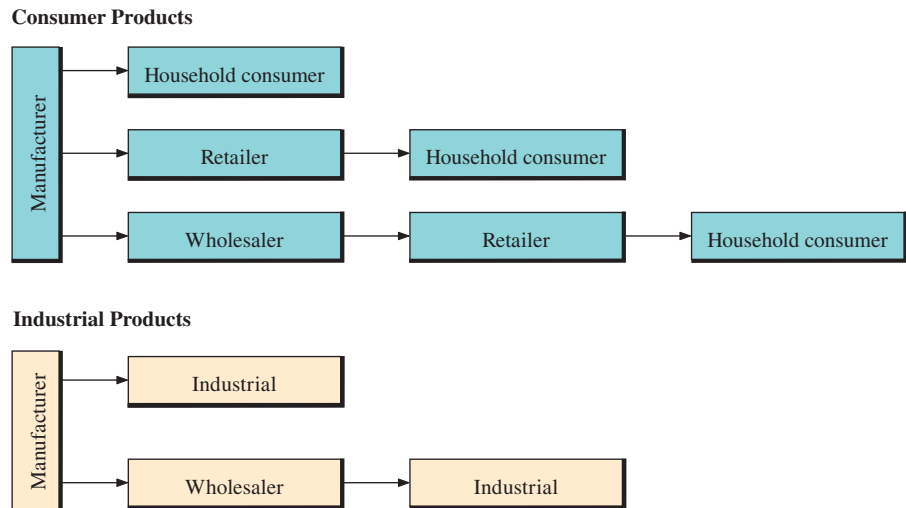 Consumer Products
Manufacturer
Household consumer
Retailer
Household consumer
Wholesaler
Retailer
Household consumer
Industrial Products
Manufacturer
Industrial
Wholesaler
Industrial